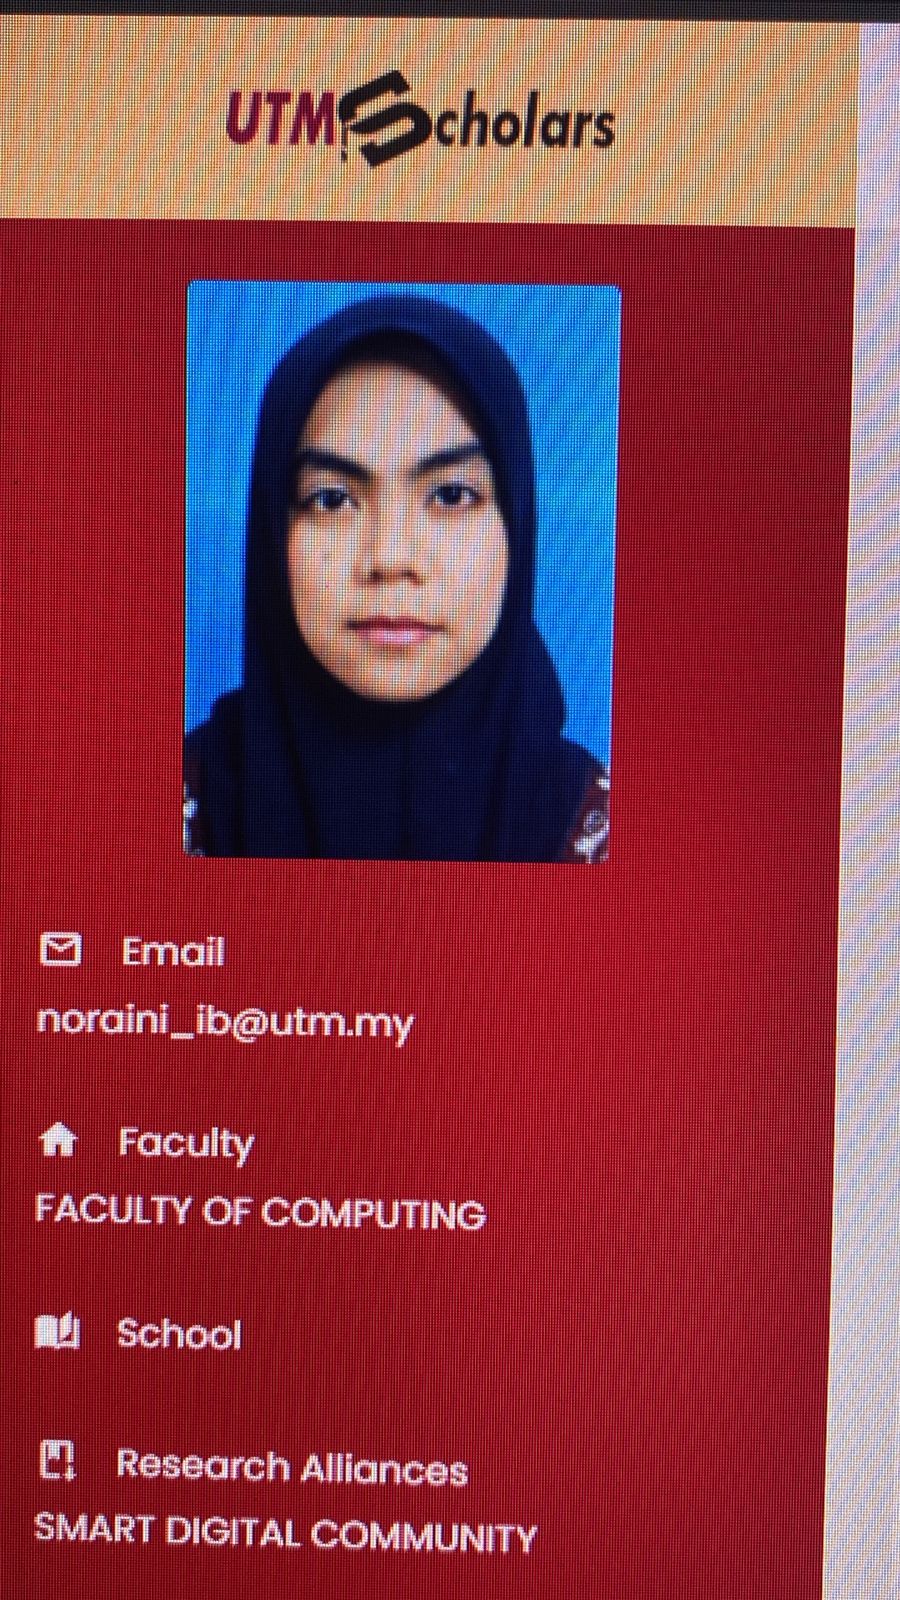 UTMScholars
Email
noraini_ib@utm.my
Faculty
FACULTY OF COMPUTING
School
Research Alliances
SMART DIGITAL COMMUNITY